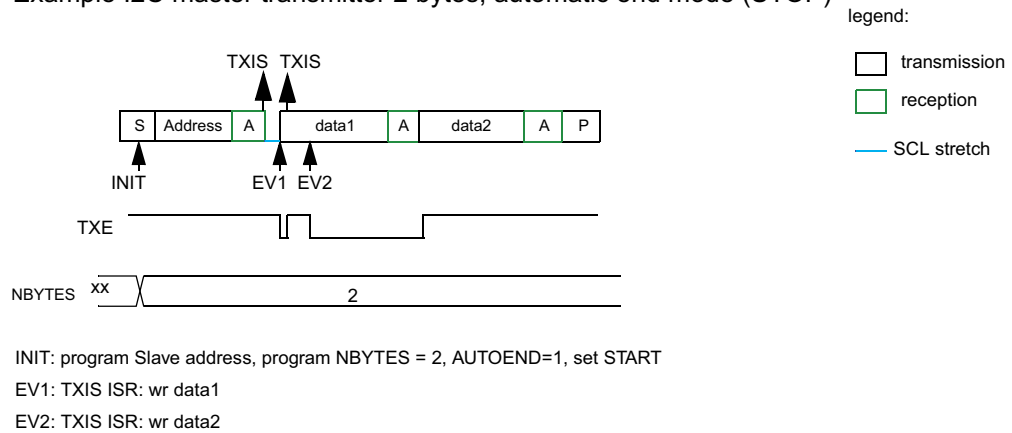 Example I2C master transmitter 2 bytes, automatic end mode (STOP)
legend:
TXIS TXIS
transmission
reception
SCL stretch
S Address A data1 A data2 A P
INIT EV1 EV2
TXE
NBYTES xx 2
INIT: program Slave address, program NBYTES = 2, AUTOEND=1, set START
EV1: TXIS ISR: wr data1
EV2: TXIS ISR: wr data2